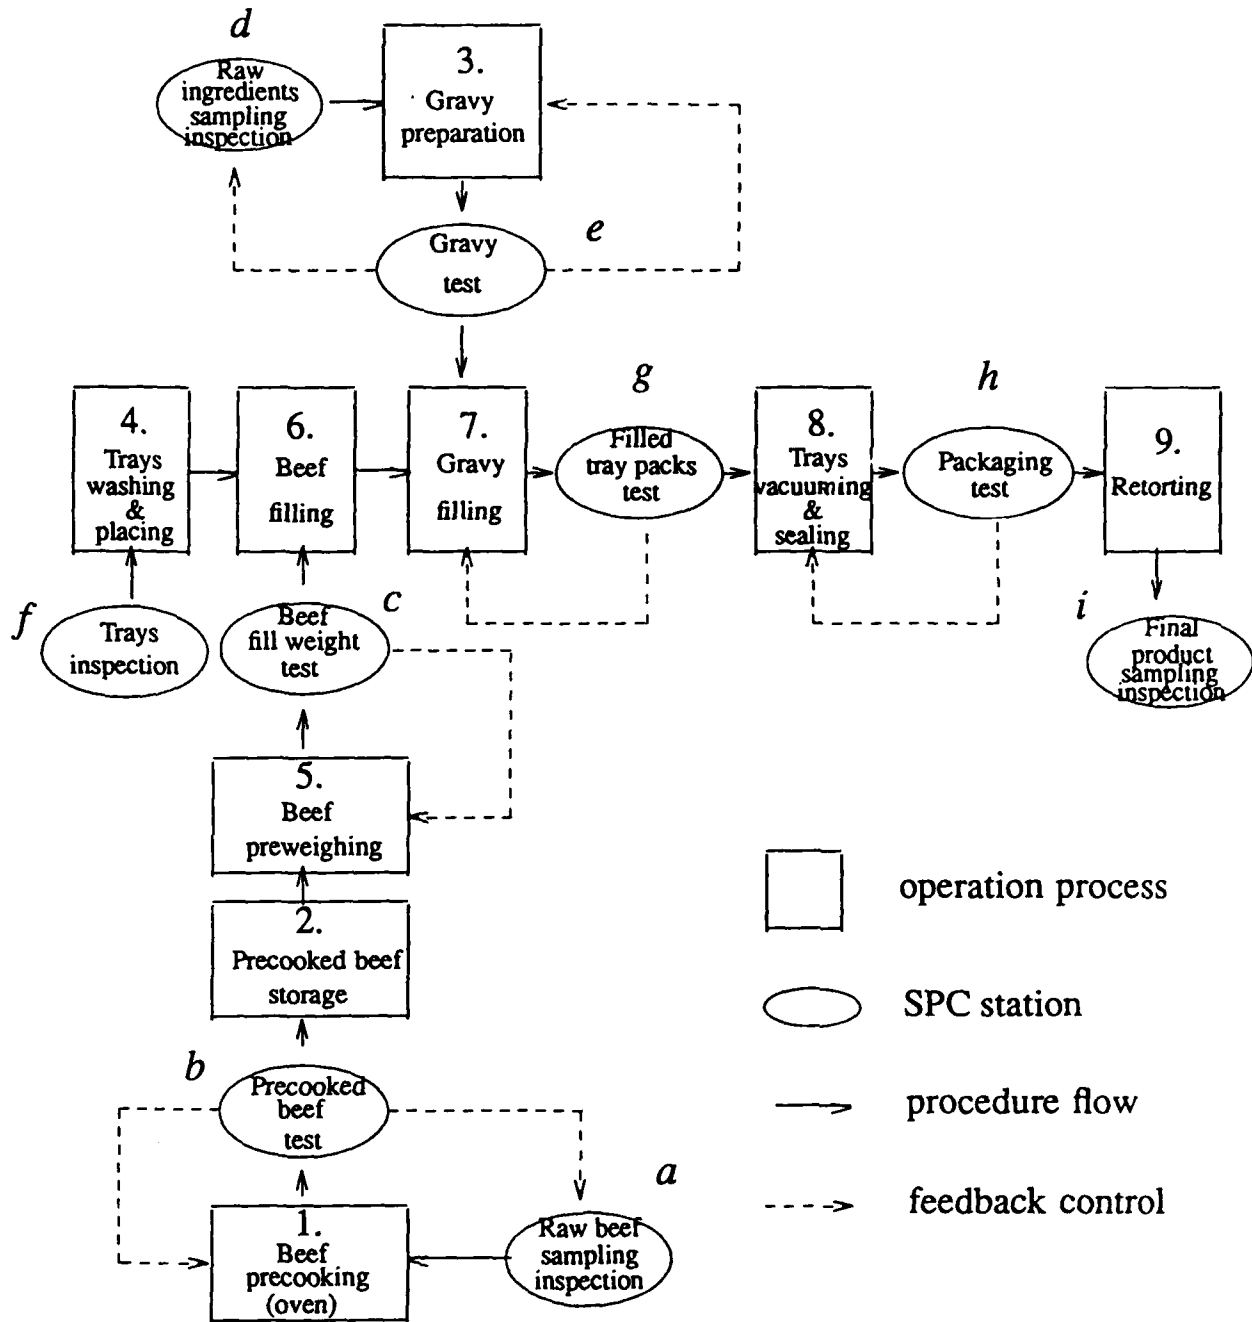 d
Raw
ingredients
sampling
inspection
3.
Gravy
preparation
Gravy
test
e
4.
Trays
washing
&
placing
6.
Beef
filling
7.
Gravy
filling
g
Filled
tray packs
test
8.
Trays
vacuuming
&
sealing
h
Packaging
test
9.
Retorting
f
Trays
inspection
c
Beef
fill weight
test
i
Final
product
sampling
inspection
5.
Beef
preweighing
2.
Precooked beef
storage
b
Precooked
beef
test
a
1.
Beef
precooking
(oven)
Raw beef
sampling
inspection
operation process
SPC station
procedure flow
feedback control